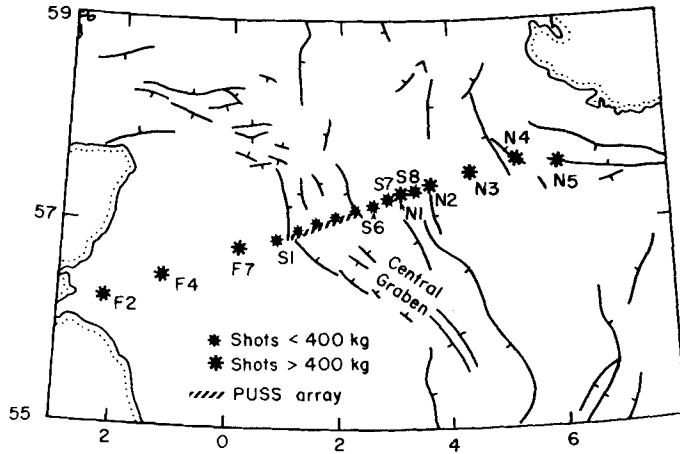 59
N4
S8
S7
N5
N3
N2
57
N1
S6
S1
F7
F4
F2
Central
Graben
Shots < 400 kg
Shots > 400 kg
PUSS array
55
2 0 2 4 6